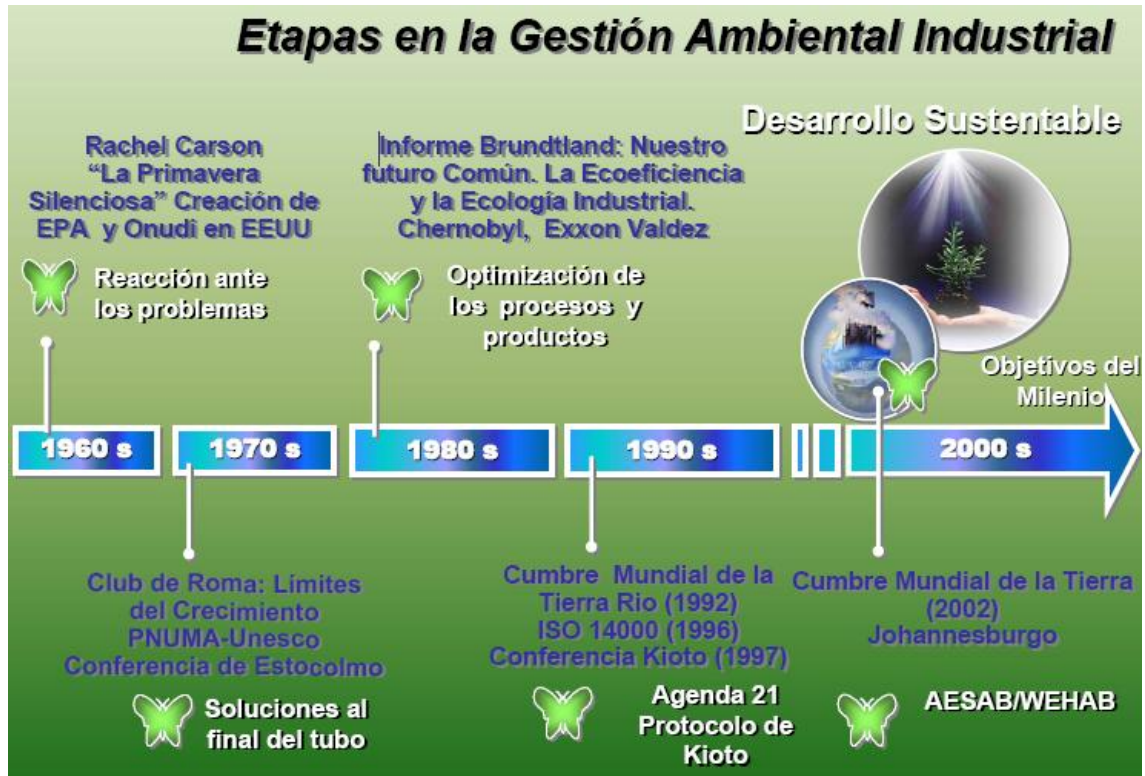 Etapas en la Gestión Ambiental Industrial
Desarrollo Sustentable
Rachel Carson
"La Primavera
Silenciosa" Creación de
EPA y Onudi en EEUU
Reacción ante
los problemas
Informe Brundtland: Nuestro
futuro Común. La Ecoeficiencia
y la Ecología Industrial.
Chernobyl, Exxon Valdez
Optimización de
los procesos y
productos
Objetivos del
Milenio
1960 s
1970 s
1980 s
1990 s
2000 s
Club de Roma: Límites
del Crecimiento
PNUMA-Unesco
Conferencia de Estocolmo
Soluciones al
final del tubo
Cumbre Mundial de la
Tierra Rio (1992)
ISO 14000 (1996)
Conferencia Kioto (1997)
Agenda 21
Protocolo de
Kioto
Cumbre Mundial de la Tierra
(2002)
Johannesburgo
AESAB/WEHAB